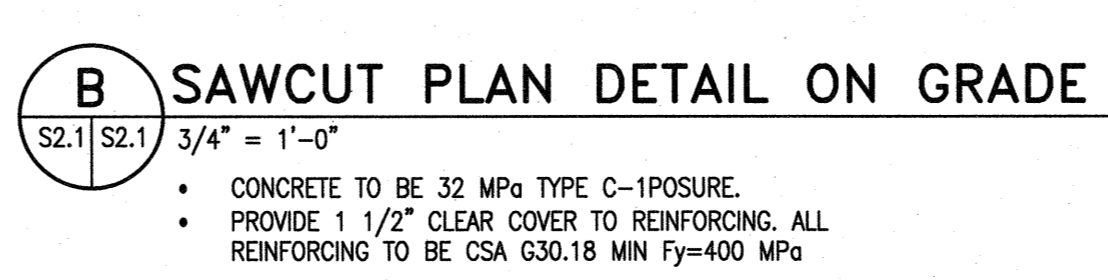 B
SAWCUT PLAN DETAIL ON GRADE
S2.1 S2.1
3/4" = 1'-0"
• CONCRETE TO BE 32 MPa TYPE C-1POSURE.
• PROVIDE 1 1/2" CLEAR COVER TO REINFORCING. ALL
REINFORCING TO BE CSA G30.18 MIN Fy=400 MPa